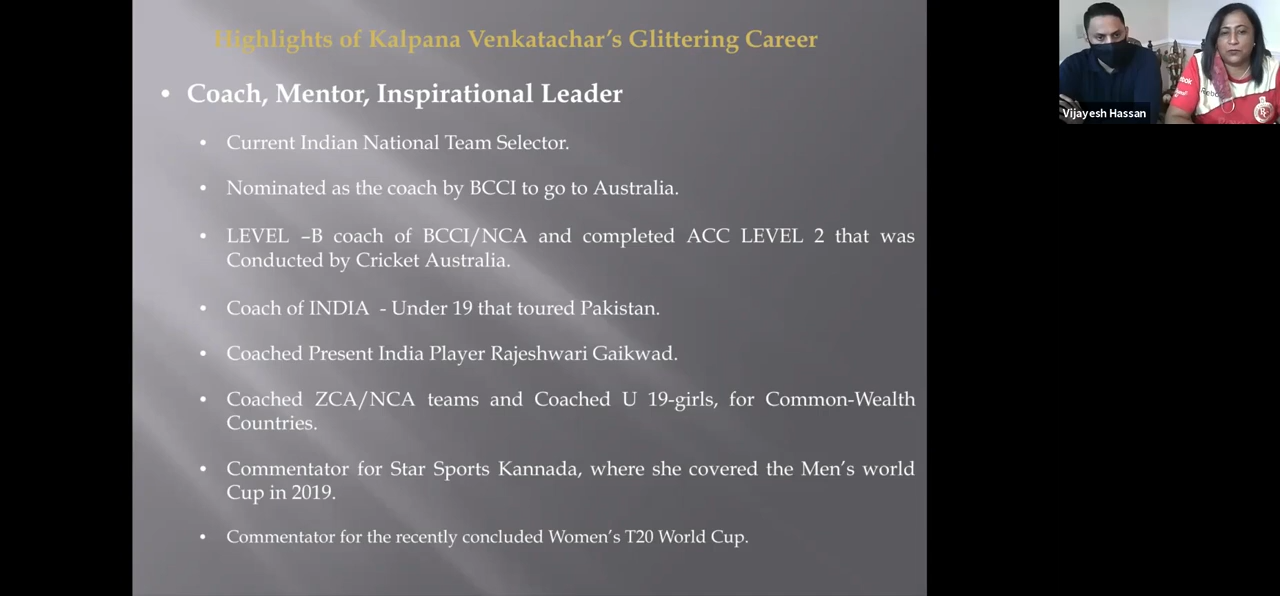 Highlights of Kalpana Venkatachar's Glittering Career
• Coach, Mentor, Inspirational Leader
• Current Indian National Team Selector.
• Nominated as the coach by BCCI to go to Australia.
• LEVEL –B coach of BCCI/NCA and completed ACC LEVEL 2 that was
Conducted by Cricket Australia.
• Coach of INDIA - Under 19 that toured Pakistan.
• Coached Present India Player Rajeshwari Gaikwad.
• Coached ZCA/NCA teams and Coached U 19-girls, for Common-Wealth
Countries.
• Commentator for Star Sports Kannada, where she covered the Men's world
Cup in 2019.
• Commentator for the recently concluded Women's T20 World Cup.
Vijayesh Hassan